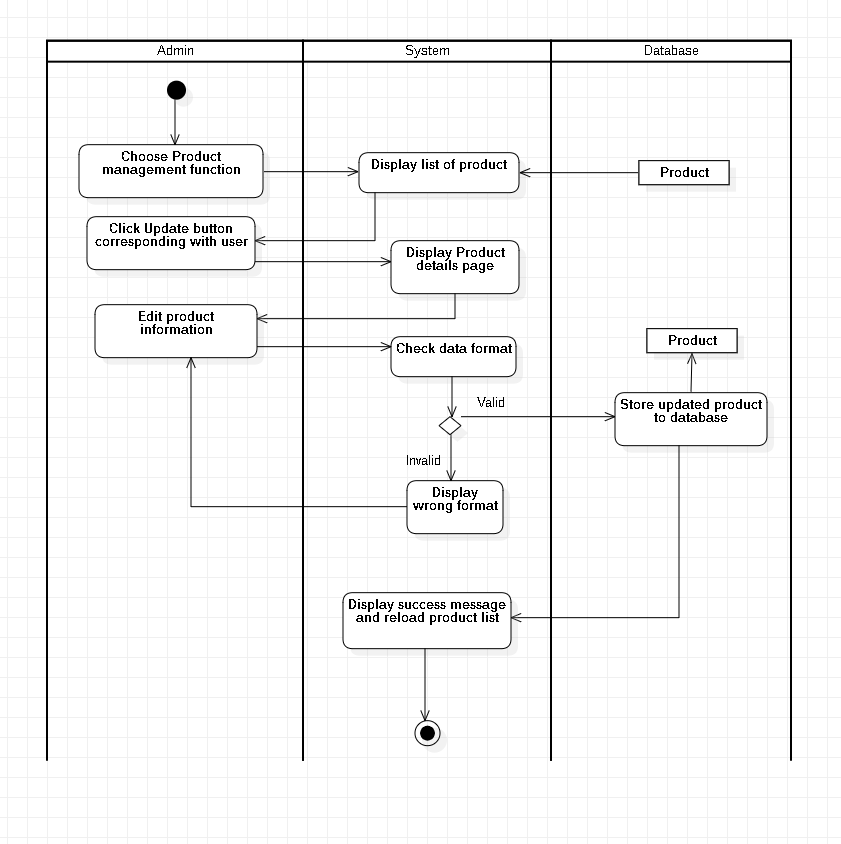 Admin
System
Database
Choose Product
management function
Display list of product
Product
Click Update button
corresponding with user
Display Product
details page
Edit product
information
Check data format
Product
Valid
Store updated product
to database
Invalid
Display
wrong format
Display success message
and reload product list